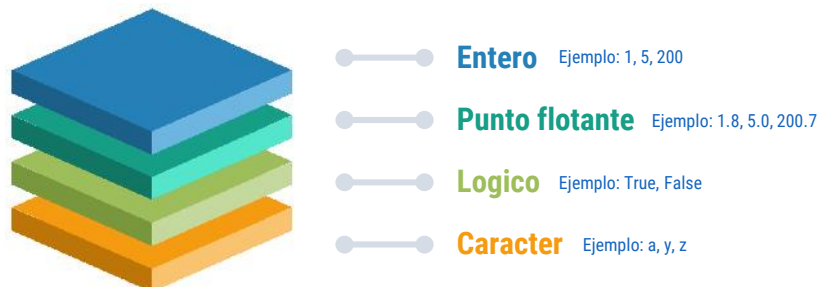 Entero Ejemplo: 1, 5, 200
Punto flotante Ejemplo: 1.8, 5.0, 200.7
Logico Ejemplo: True, False
Caracter Ejemplo: a, y, z